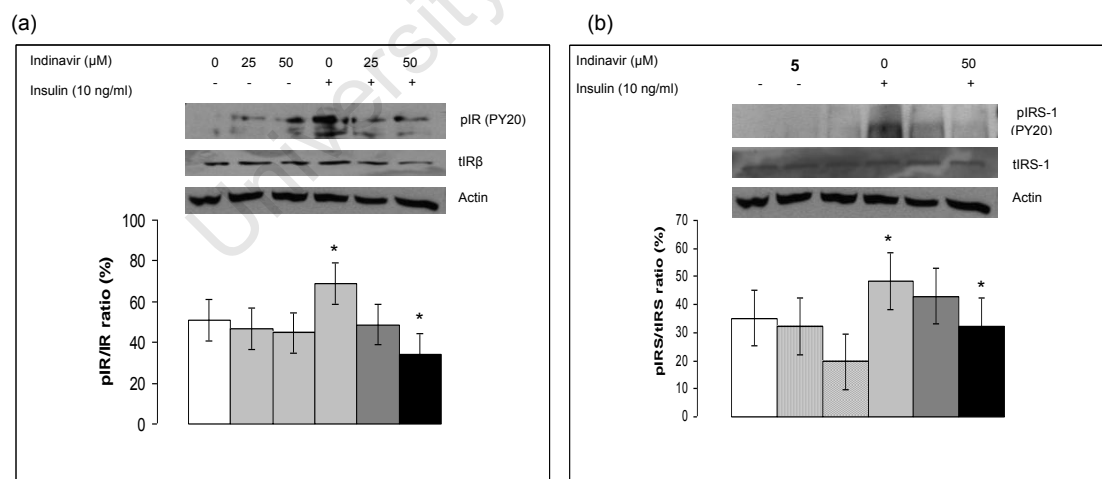 University
(a)
Indinavir (µM) 0 25 50 0 25 50
Insulin (10 ng/ml) - - - + + +
pIR (PY20)
tIRβ
Actin
pIR/IR ratio (%)
100
80
60
40
20
0
*
*
(b)
Indinavir (µM) 5 0 50
Insulin (10 ng/ml) - - + +
pIRS-1
(PY20)
tIRS-1
Actin
pIRS/tIRS ratio (%)
70
60
50
40
30
20
10
0
*
*